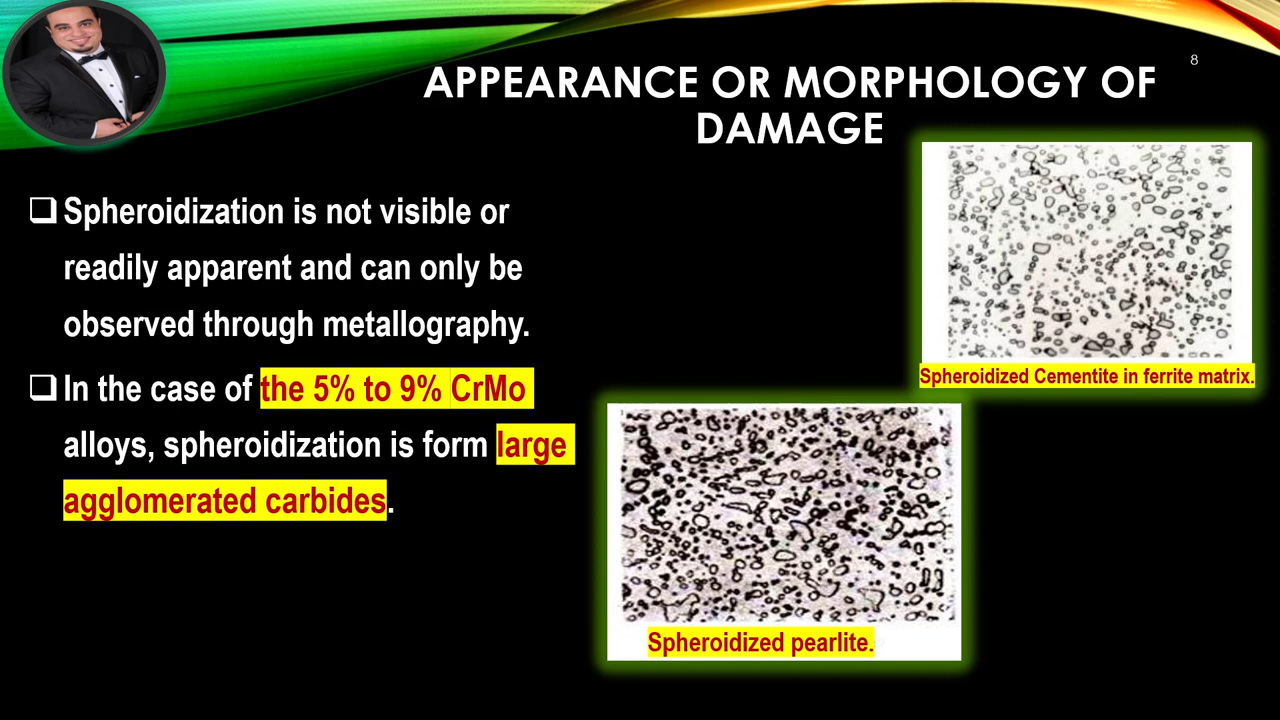 8
APPEARANCE OR MORPHOLOGY OF
DAMAGE
❑ Spheroidization is not visible or
readily apparent and can only be
observed through metallography.
❑ In the case of the 5% to 9% CrMo
alloys, spheroidization is form large
agglomerated carbides.
Spheroidized Cementite in ferrite matrix.
Spheroidized pearlite.